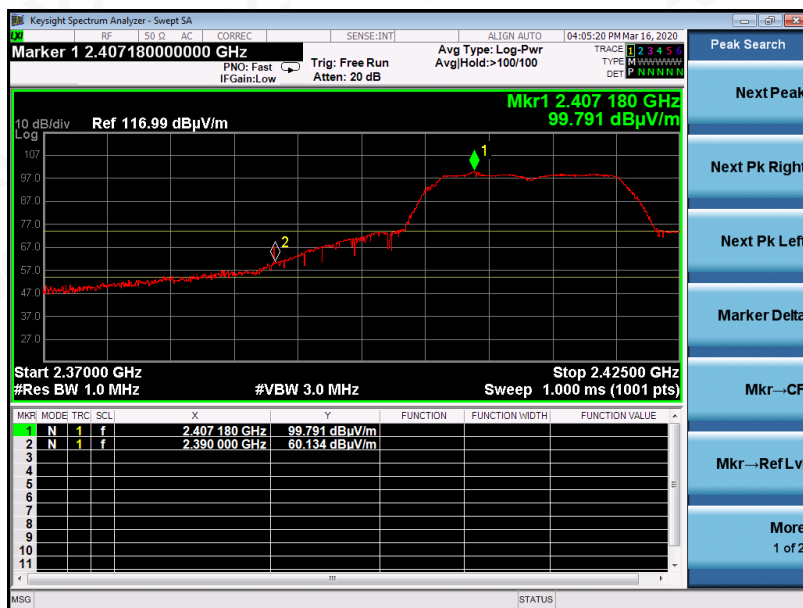 Keysight Spectrum Analyzer - Swept SA
LXI RF 50 Ω AC CORREC SENSE:INT ALIGN AUTO 04:05:20 PM Mar 16, 2020
Marker 1 2.407180000000 GHz
PNO: Fast
IFGain:Low
Trig: Free Run
Atten: 20 dB
Avg Type: Log-Pwr
Avg|Hold:>100/100
TRACE 1 2 3 4 5 6
TYPE M W W W W W
DET P N N N N N
Peak Search
Next Peak
Next Pk Right
Next Pk Left
Marker Delta
Mkr→CF
Mkr→Ref Lv
More
1 of 2
Mkr1 2.407 180 GHz
99.791 dBµV/m
10 dB/div Ref 116.99 dBµV/m
Log
107
97.0
87.0
77.0
67.0
57.0
47.0
37.0
27.0
1
2
Start 2.37000 GHz Stop 2.42500 GHz
#Res BW 1.0 MHz #VBW 3.0 MHz Sweep 1.000 ms (1001 pts)
MKR MODE TRC SCL X Y FUNCTION FUNCTION WIDTH FUNCTION VALUE
1 N 1 f 2.407 180 GHz 99.791 dBµV/m
2 N 1 f 2.390 000 GHz 60.134 dBµV/m
3
4
5
6
7
8
9
10
11
MSG STATUS